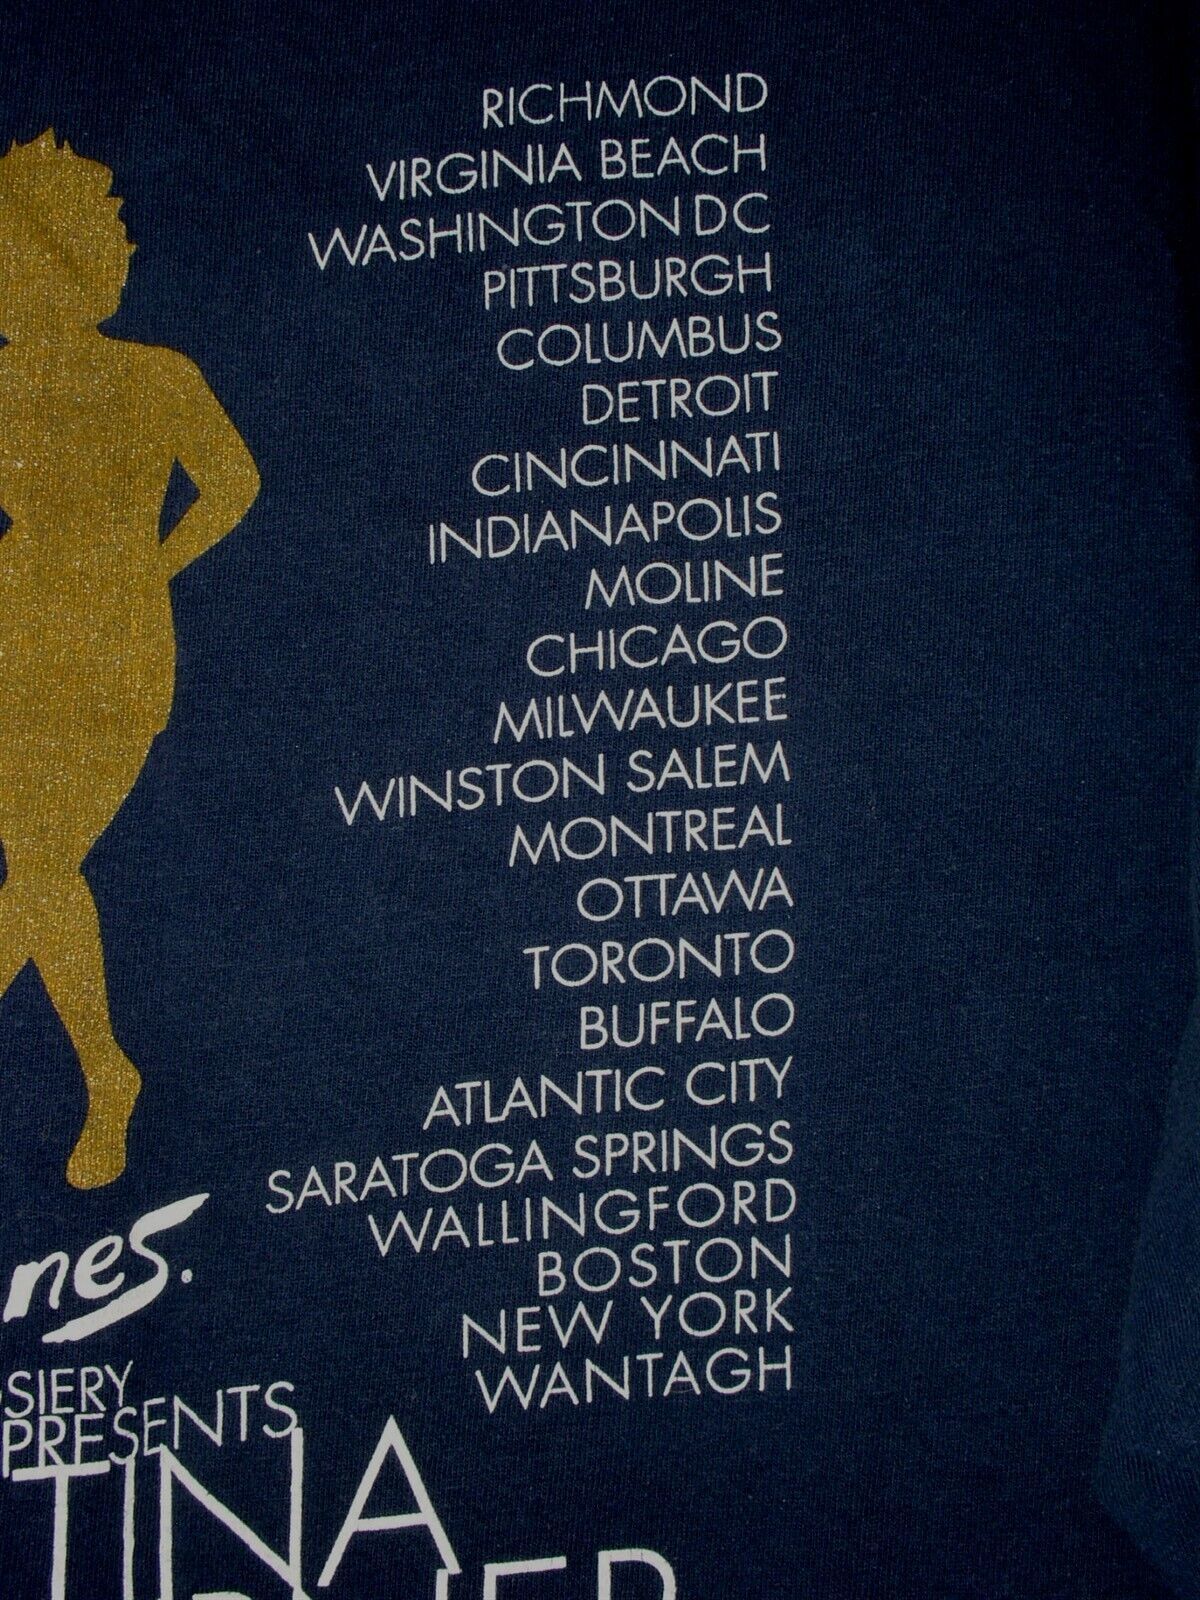 RICHMOND
VIRGINIA BEACH
WASHINGTON DC
PITTSBURGH
COLUMBUS
DETROIT
CINCINNATI
INDIANAPOLIS
MOLINE
CHICAGO
MILWAUKEE
WINSTON SALEM
MONTREAL
OTTAWA
TORONTO
BUFFALO
ATLANTIC CITY
SARATOGA SPRINGS
WALLINGFORD
BOSTON
NEW YORK
WANTAGH
nes.
SIERY
PRESENTS
TINA